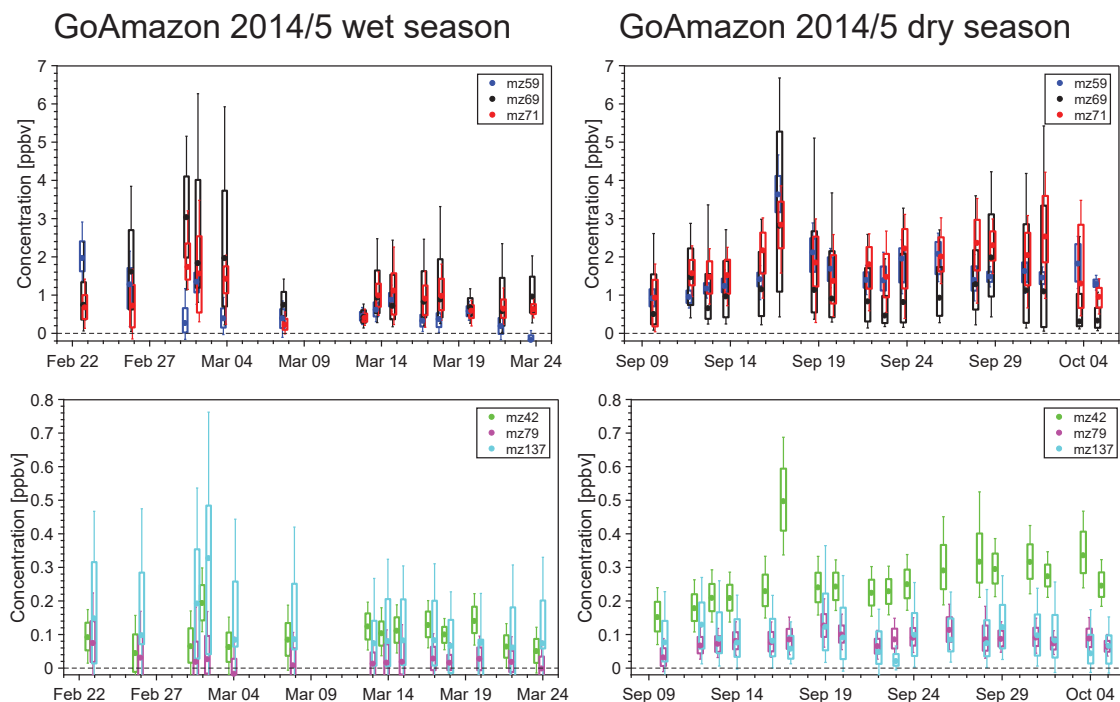 GoAmazon 2014/5 wet season
GoAmazon 2014/5 dry season
7
6
5
4
3
2
1
0
Concentration [ppbv]
mz59
mz69
mz71
Feb 22
Feb 27
Mar 04
Mar 09
Mar 14
Mar 19
Mar 24
7
6
5
4
3
2
1
0
Concentration [ppbv]
mz59
mz69
mz71
Sep 09
Sep 14
Sep 19
Sep 24
Sep 29
Oct 04
0.8
0.7
0.6
0.5
0.4
0.3
0.2
0.1
0
Concentration [ppbv]
mz42
mz79
mz137
Feb 22
Feb 27
Mar 04
Mar 09
Mar 14
Mar 19
Mar 24
0.8
0.7
0.6
0.5
0.4
0.3
0.2
0.1
0
Concentration [ppbv]
mz42
mz79
mz137
Sep 09
Sep 14
Sep 19
Sep 24
Sep 29
Oct 04